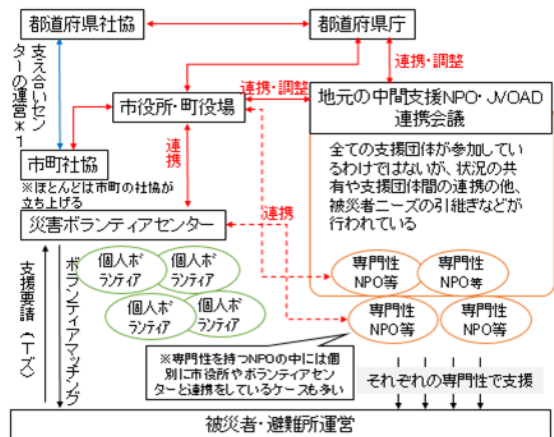 都道府県社協
都道府県庁
支え合いセン
ターの運営※1
連携・調整
市役所・町役場
連携・調整
地元の中間支援NPO・JVOAD
連携会議
連携
市町社協
※ほとんどは市町の社協が
立ち上げる
災害ボランティアセンター
全ての支援団体が参加している
わけではないが、状況の共
有や支援団体間の連携の他、
被災者ニーズの引継ぎなどが
行われている
連携
個人ボ
ランティア
個人ボ
ランティア
個人ボ
ランティア
個人ボ
ランティア
専門性
NPO等
専門性
NPO等
専門性
NPO等
専門性
NPO等
支援要請（ニーズ）
ボランティアマッチング
※専門性を持つNPOの中には個
別に市役所やボランティアセン
ターと連携をしているケースも多い
それぞれの専門性で支援
被災者・避難所運営